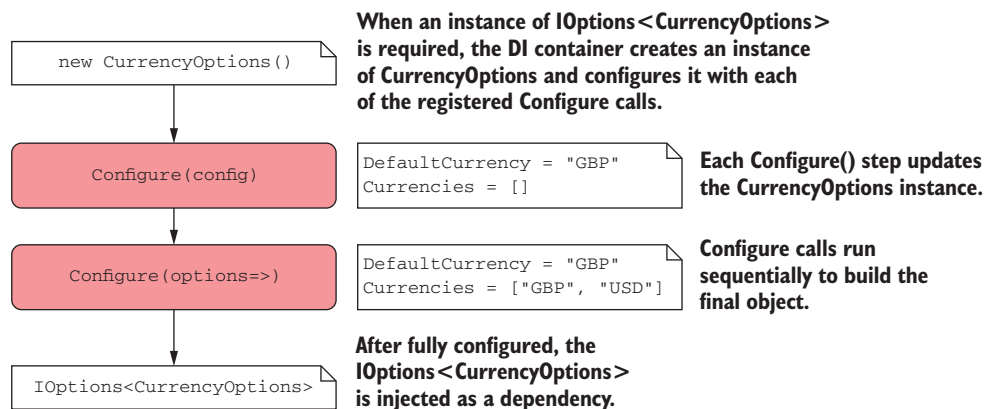 When an instance of IOptions<CurrencyOptions>
is required, the DI container creates an instance
of CurrencyOptions and configures it with each
of the registered Configure calls.
new CurrencyOptions()
Configure(config)
DefaultCurrency = "GBP"
Currencies = []
Each Configure() step updates
the CurrencyOptions instance.
Configure(options=>)
DefaultCurrency = "GBP"
Currencies = ["GBP", "USD"]
Configure calls run
sequentially to build the
final object.
IOptions<CurrencyOptions>
After fully configured, the
IOptions<CurrencyOptions>
is injected as a dependency.